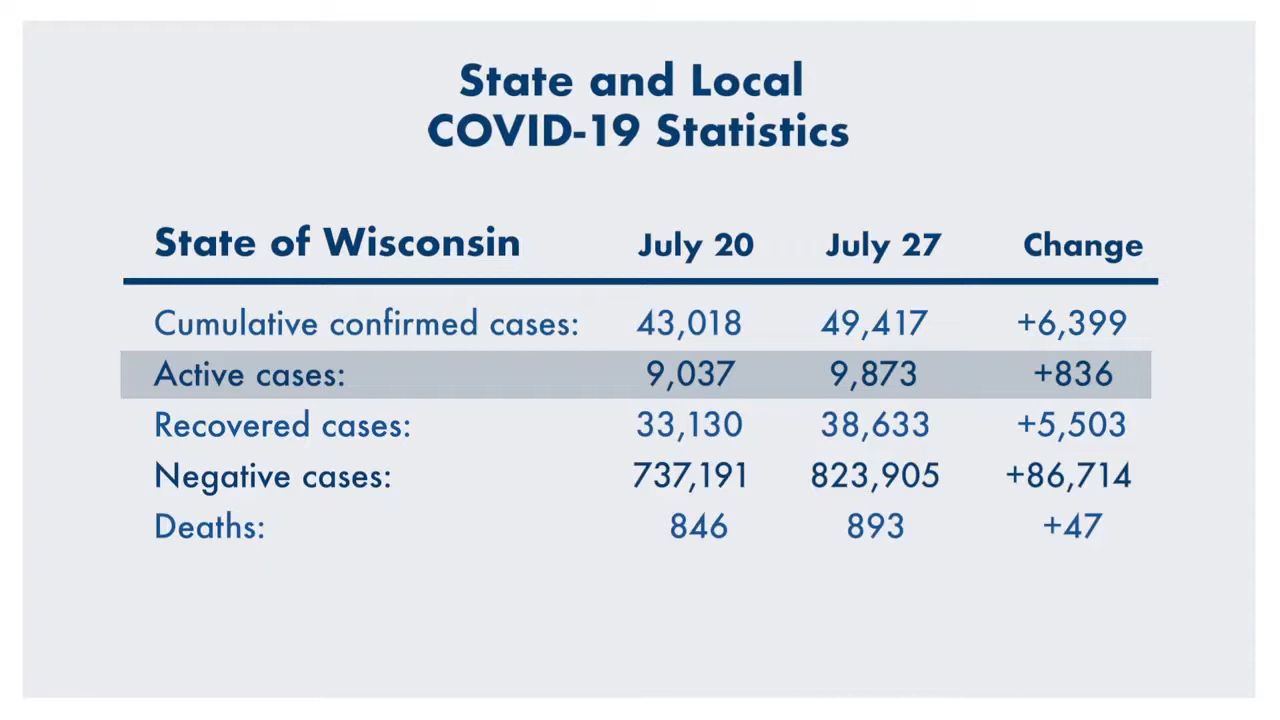 State and Local
COVID-19 Statistics
State of Wisconsin July 20 July 27 Change
Cumulative confirmed cases: 43,018 49,417 +6,399
Active cases: 9,037 9,873 +836
Recovered cases: 33,130 38,633 +5,503
Negative cases: 737,191 823,905 +86,714
Deaths: 846 893 +47